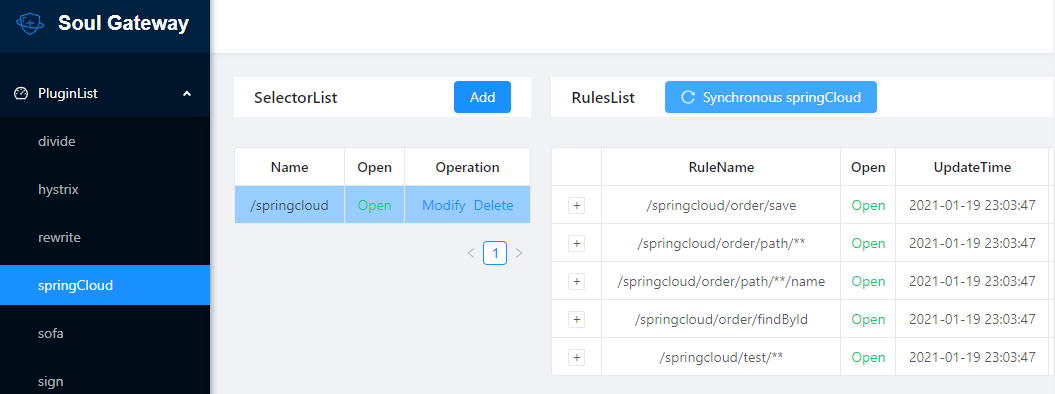 Soul Gateway
PluginList
divide
hystrix
rewrite
springCloud
sofa
sign
SelectorList
Add
Name Open Operation
/springcloud Open Modify Delete
< 1 >
RulesList
Synchronous springCloud
RuleName Open UpdateTime
+ /springcloud/order/save Open 2021-01-19 23:03:47
+ /springcloud/order/path/** Open 2021-01-19 23:03:47
+ /springcloud/order/path/**/name Open 2021-01-19 23:03:47
+ /springcloud/order/findById Open 2021-01-19 23:03:47
+ /springcloud/test/** Open 2021-01-19 23:03:47